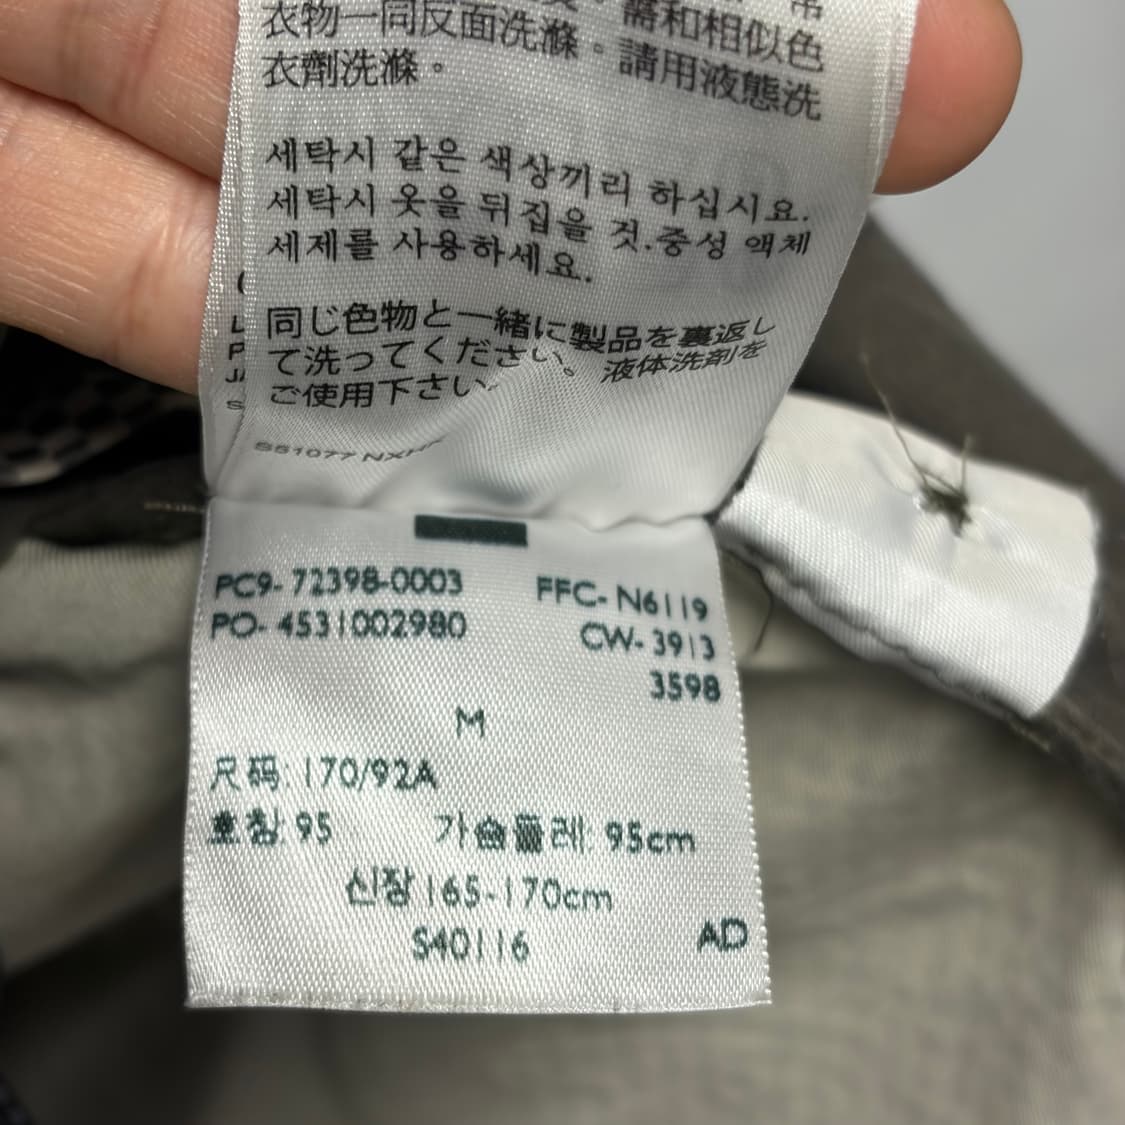 衣物一同反面洗滌。
衣劑洗滌。
和相似色
請用液態洗
세탁시 같은 색상끼리 하십시요.
세탁시 옷을 뒤집을 것.중성 액체
세제를 사용하세요.
同じ色物と一緒に製品を裏返し
て洗ってください。液体洗剤を
ご使用下さい
S51077
PC9-72398-0003
FFC-N6119
PO-4531002980
CW-3913
3598
M
尺码: 170/92A
호칭: 95 가슴둘레: 95cm
신장 165-170cm
S40116
AD